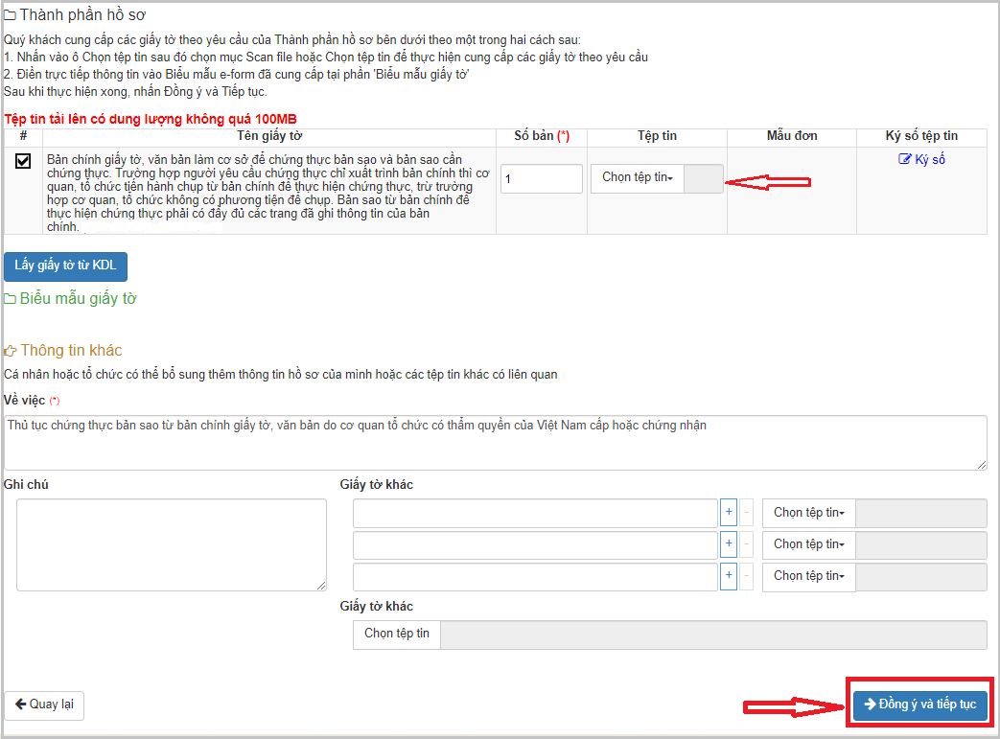 Thành phần hồ sơ
Quý khách cung cấp các giấy tờ theo yêu cầu của Thành phần hồ sơ bên dưới theo một trong hai cách sau:
1. Nhấn vào ô Chọn tệp tin sau đó chọn mục Scan file hoặc Chọn tệp tin để thực hiện cung cấp các giấy tờ theo yêu cầu
2. Điền trực tiếp thông tin vào Biểu mẫu e-form đã cung cấp tại phần 'Biểu mẫu giấy tờ'
Sau khi thực hiện xong, nhấn Đồng ý và Tiếp tục.
Tệp tin tải lên có dung lượng không quá 100MB
# Tên giấy tờ Số bản (*) Tệp tin Mẫu đơn Ký số tệp tin
Bản chính giấy tờ, văn bản làm cơ sở để chứng thực bản sao và bản sao cần
chứng thực. Trường hợp người yêu cầu chứng thực chỉ xuất trình bản chính thì cơ
quan, tổ chức tiến hành chụp từ bản chính để thực hiện chứng thực, trừ trường
hợp cơ quan, tổ chức không có phương tiện để chụp. Bản sao từ bản chính để
thực hiện chứng thực phải có đầy đủ các trang đã ghi thông tin của bản
chính.
1
Chọn tệp tin
Ký số
Lấy giấy tờ từ KDL
Biểu mẫu giấy tờ
Thông tin khác
Cá nhân hoặc tổ chức có thể bổ sung thêm thông tin hồ sơ của mình hoặc các tệp tin khác có liên quan
Về việc (*)
Thủ tục chứng thực bản sao từ bản chính giấy tờ, văn bản do cơ quan tổ chức có thẩm quyền của Việt Nam cấp hoặc chứng nhận
Ghi chú
Giấy tờ khác
+ - Chọn tệp tin
+ - Chọn tệp tin
+ - Chọn tệp tin
Giấy tờ khác
Chọn tệp tin
Quay lại
Đồng ý và tiếp tục